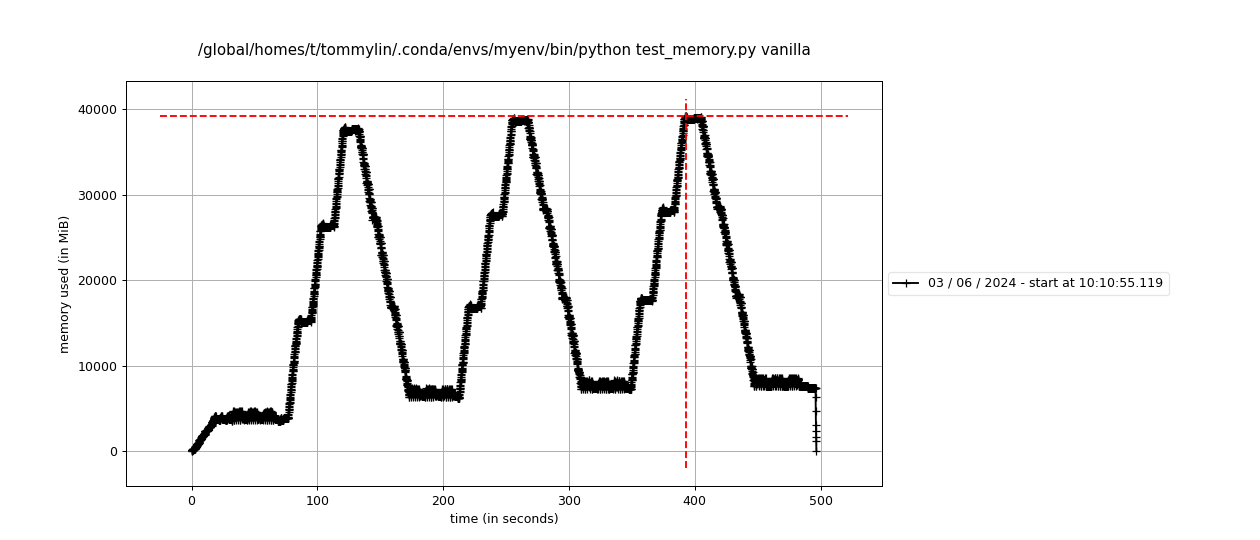 /global/homes/t/tommylin/.conda/envs/myenv/bin/python test_memory.py vanilla
40000
30000
20000
10000
0
memory used (in MiB)
0 100 200 300 400 500
time (in seconds)
03 / 06 / 2024 - start at 10:10:55.119